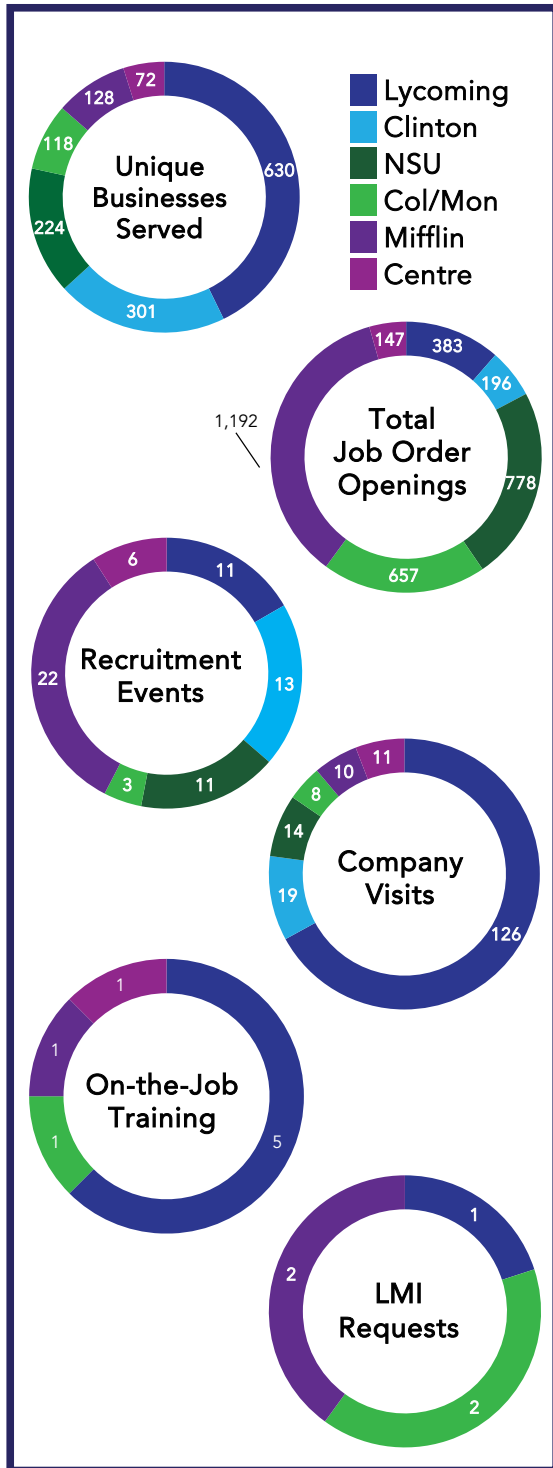 72
128
118
224
301
630
Unique
Businesses
Served
Lycoming
Clinton
NSU
Col/Mon
Mifflin
Centre
147
383
196
778
657
1,192
Total
Job Order
Openings
6
11
13
11
3
22
Recruitment
Events
11
10
8
14
19
126
Company
Visits
1
1
1
5
On-the-Job
Training
1
2
2
LMI
Requests